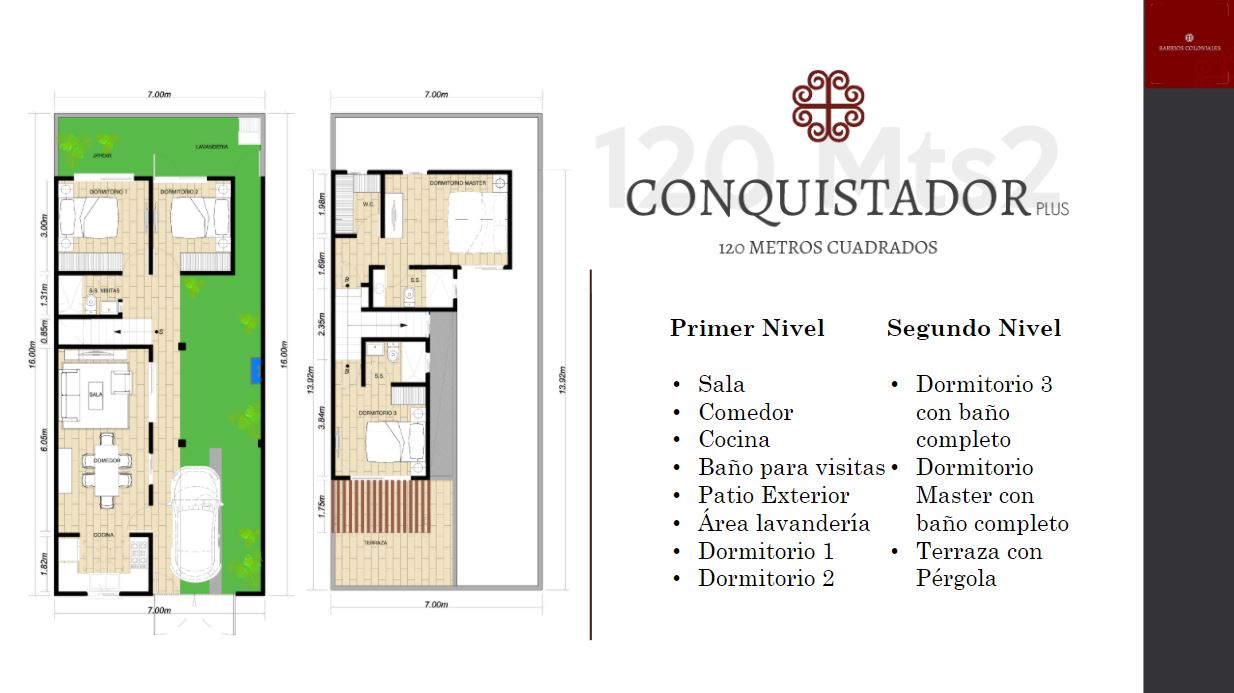 7.00m
JARDIN
LAVANDERIA
DORMITORIO 1
DORMITORIO 2
3.00m
1.31m
S.S. VISITAS
0.85m
S
16.00m
16.00m
SALA
6.05m
COMEDOR
COCINA
1.82m
7.00m
7.00m
1.98m
W.C.
DORMITORIO MASTER
1.69m
B
S.S.
2.35m
13.92m
13.92m
B
S.S.
3.84m
DORMITORIO 3
1.75m
TERRAZA
7.00m
120 Mts2
CONQUISTADOR PLUS
120 METROS CUADRADOS
Primer Nivel
• Sala
• Comedor
• Cocina
• Baño para visitas
• Patio Exterior
• Área lavandería
• Dormitorio 1
• Dormitorio 2
Segundo Nivel
• Dormitorio 3
con baño
completo
• Dormitorio
Master con
baño completo
• Terraza con
Pérgola
BARRIOS COLONIALES